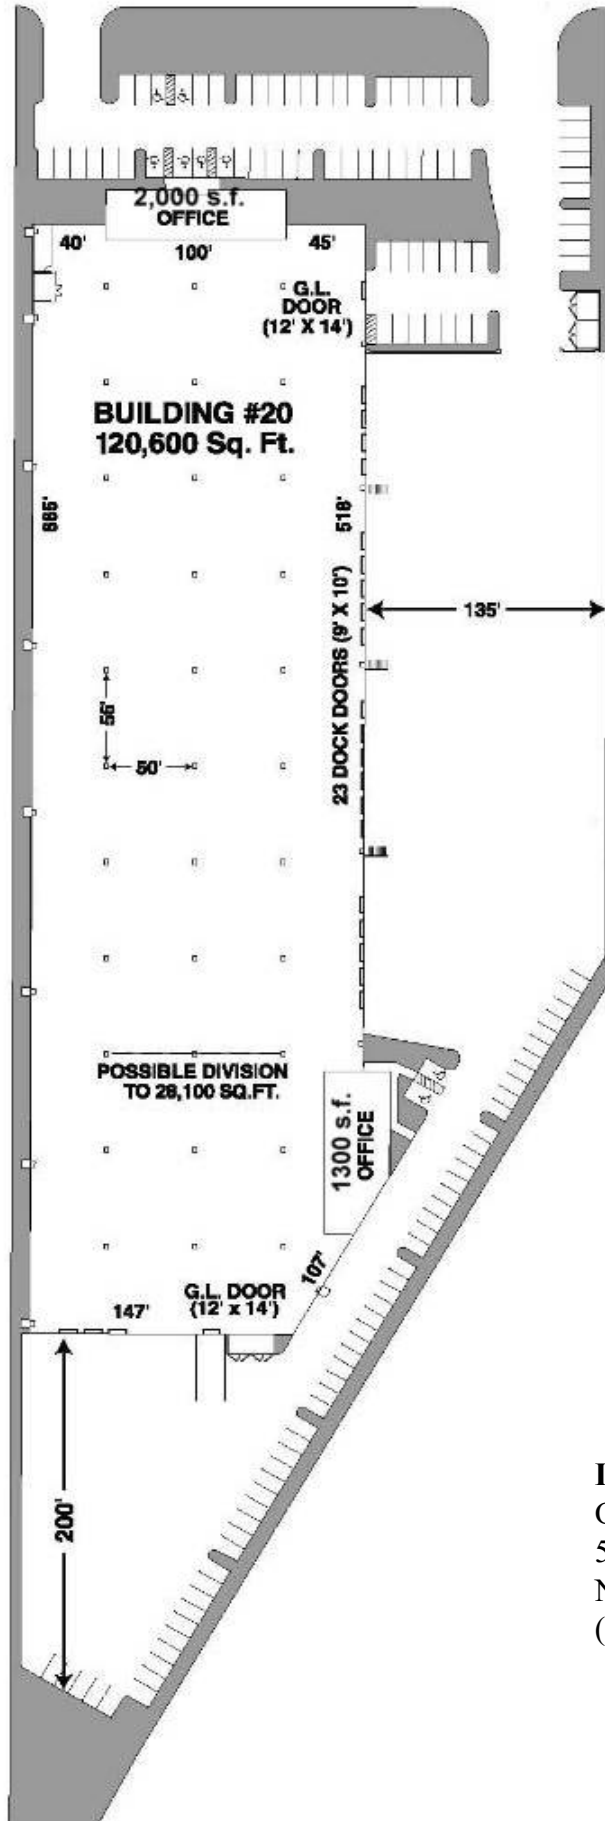 2,000 s.f.
OFFICE
40'
100'
45'
G.L.
DOOR
(12' X 14')
BUILDING #20
120,600 Sq. Ft.
665'
518'
135'
23 DOCK DOORS (9' X 10')
56'
50'
POSSIBLE DIVISION
TO 28,100 SQ.FT.
1300 s.f.
OFFICE
107'
G.L. DOOR
(12' x 14')
147'
200'
5
N
(